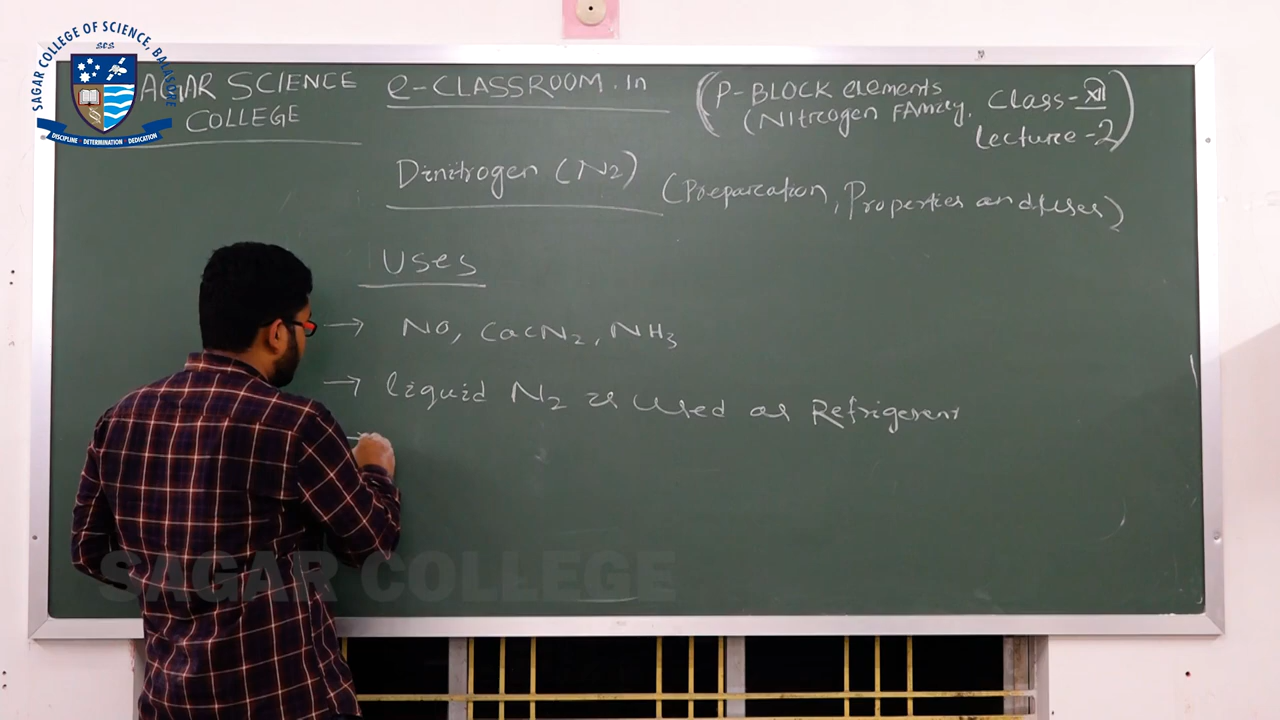 SAGAR COLLEGE OF SCIENCE, BALASORE
SCS
DISCIPLINE DETERMINATION DEDICATION
AGAR SCIENCE
COLLEGE
e-CLASSROOM.In
(P-BLOCK elements
(Nitrogen FAmily, Class-XII
Lecture-2)
Dinitrogen (N2)
(Preparation, Properties and uses)
Uses
→ NO, CaCN2, NH3
→ liquid N2 is used as Refrigerent
SAGAR COLLEGE